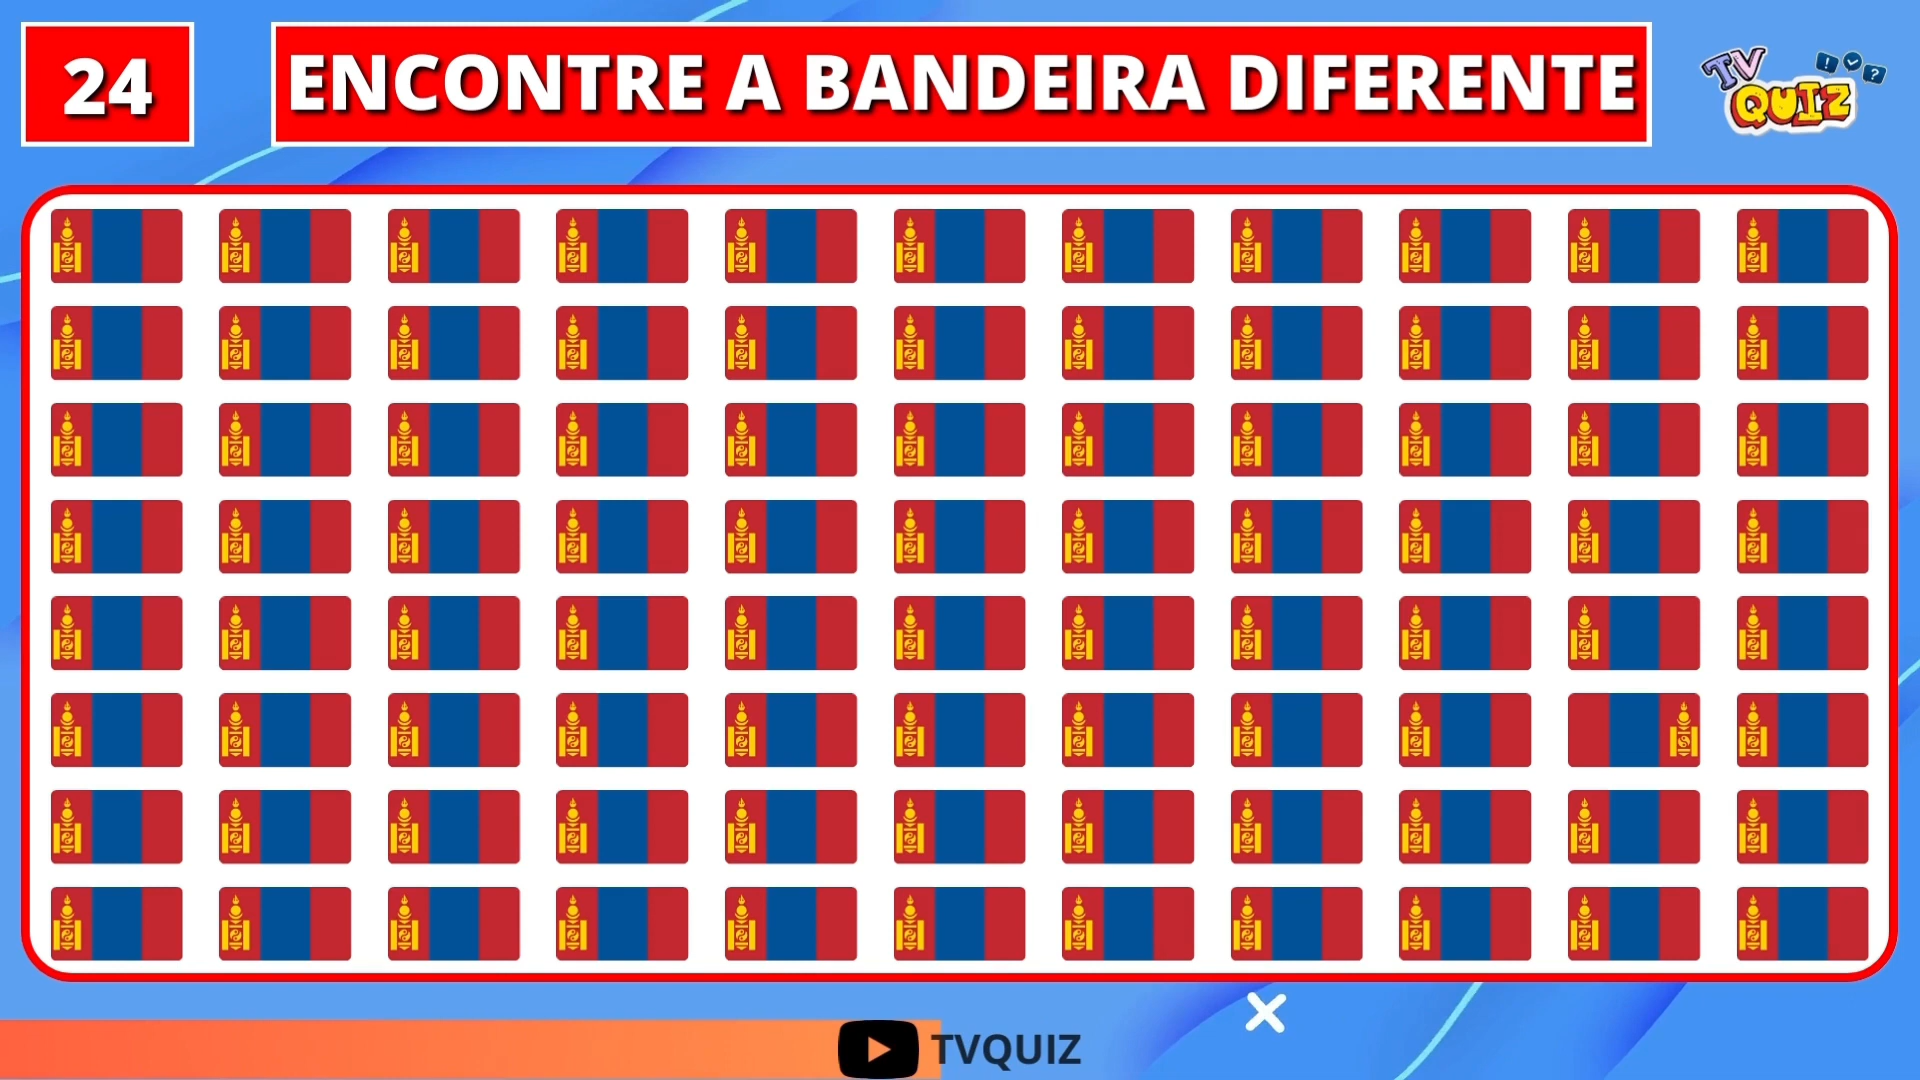 24
ENCONTRE A BANDEIRA DIFERENTE
TV
QUIZ
! ?
TVQUIZ